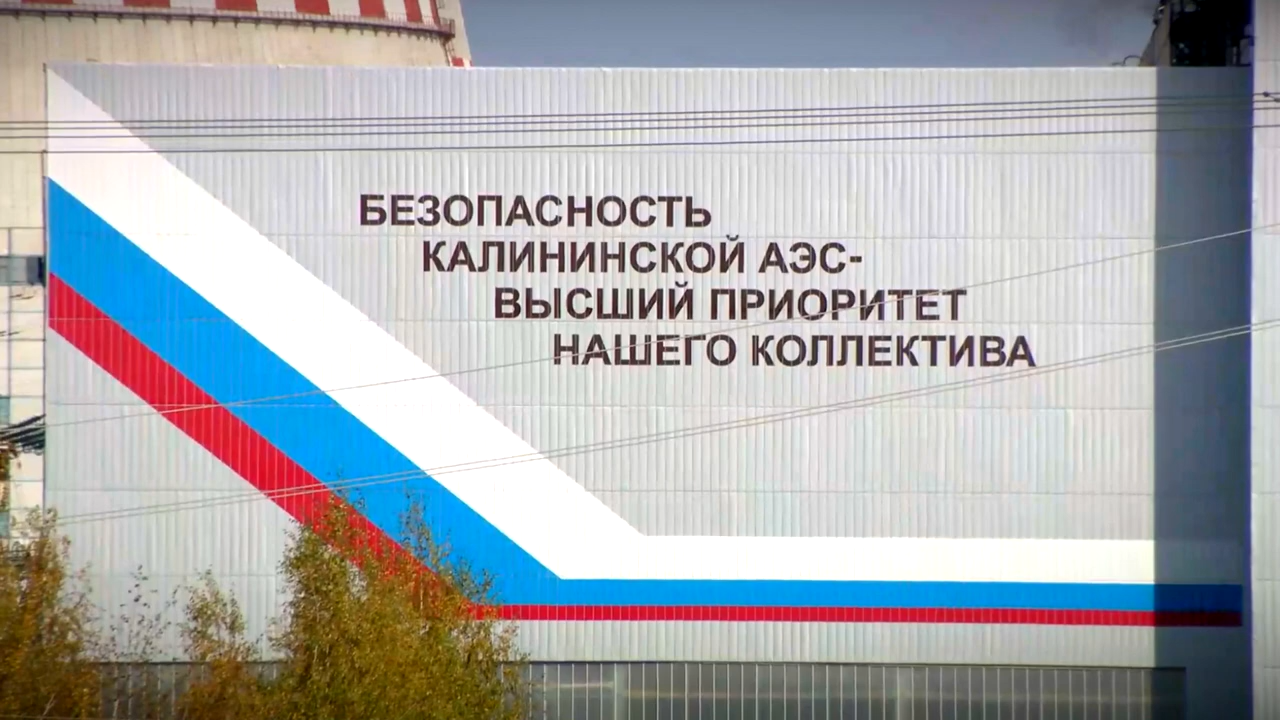 БЕЗОПАСНОСТЬ
КАЛИНИНСКОЙ АЭС-
ВЫСШИЙ ПРИОРИТЕТ
НАШЕГО КОЛЛЕКТИВА